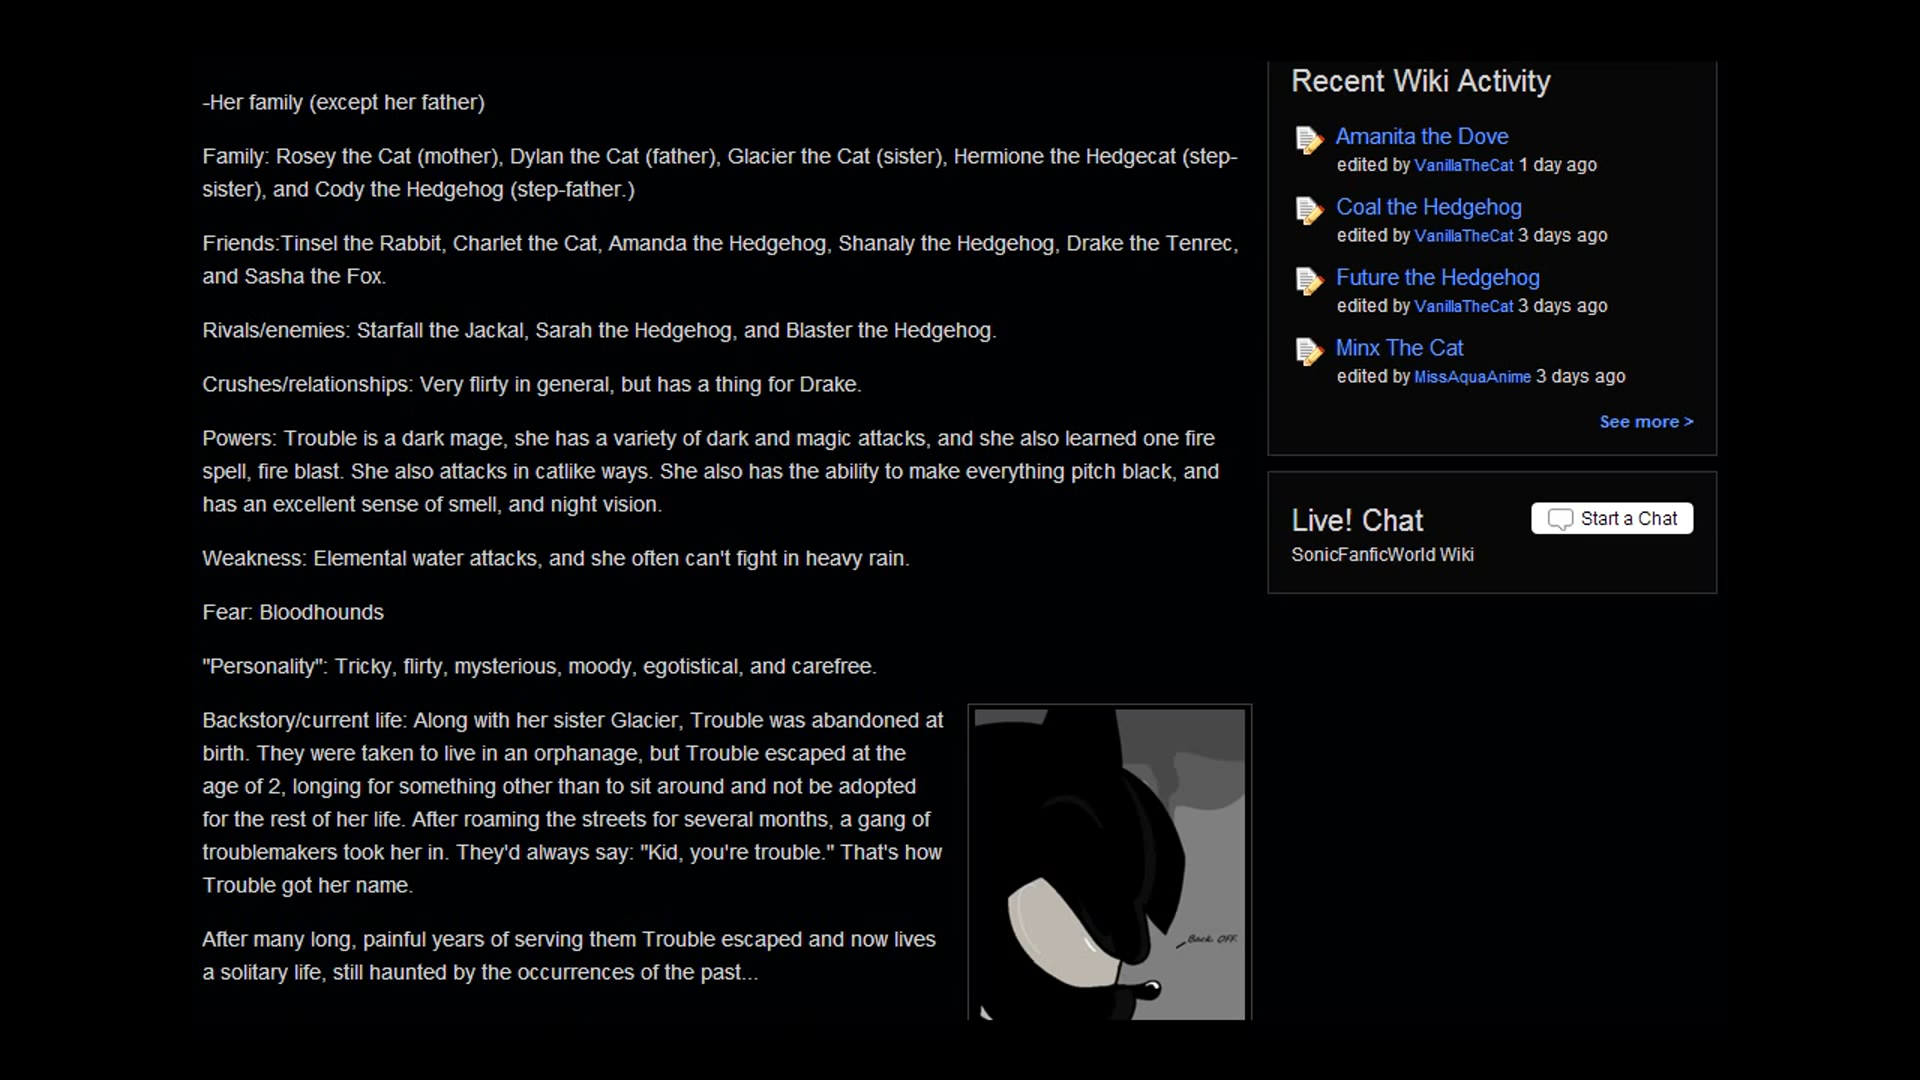 -Her family (except her father)
Family: Rosey the Cat (mother), Dylan the Cat (father), Glacier the Cat (sister), Hermione the Hedgecat (step-
sister), and Cody the Hedgehog (step-father.)
Friends:Tinsel the Rabbit, Charlet the Cat, Amanda the Hedgehog, Shanaly the Hedgehog, Drake the Tenrec,
and Sasha the Fox.
Rivals/enemies: Starfall the Jackal, Sarah the Hedgehog, and Blaster the Hedgehog.
Crushes/relationships: Very flirty in general, but has a thing for Drake.
Powers: Trouble is a dark mage, she has a variety of dark and magic attacks, and she also learned one fire
spell, fire blast. She also attacks in catlike ways. She also has the ability to make everything pitch black, and
has an excellent sense of smell, and night vision.
Weakness: Elemental water attacks, and she often can't fight in heavy rain.
Fear: Bloodhounds
"Personality": Tricky, flirty, mysterious, moody, egotistical, and carefree.
Backstory/current life: Along with her sister Glacier, Trouble was abandoned at
birth. They were taken to live in an orphanage, but Trouble escaped at the
age of 2, longing for something other than to sit around and not be adopted
for the rest of her life. After roaming the streets for several months, a gang of
troublemakers took her in. They'd always say: "Kid, you're trouble." That's how
Trouble got her name.
After many long, painful years of serving them Trouble escaped and now lives
a solitary life, still haunted by the occurrences of the past...
Back OFF.
Recent Wiki Activity
Amanita the Dove
edited by VanillaTheCat 1 day ago
Coal the Hedgehog
edited by VanillaTheCat 3 days ago
Future the Hedgehog
edited by VanillaTheCat 3 days ago
Minx The Cat
edited by MissAquaAnime 3 days ago
See more >
Live! Chat
Start a Chat
SonicFanficWorld Wiki